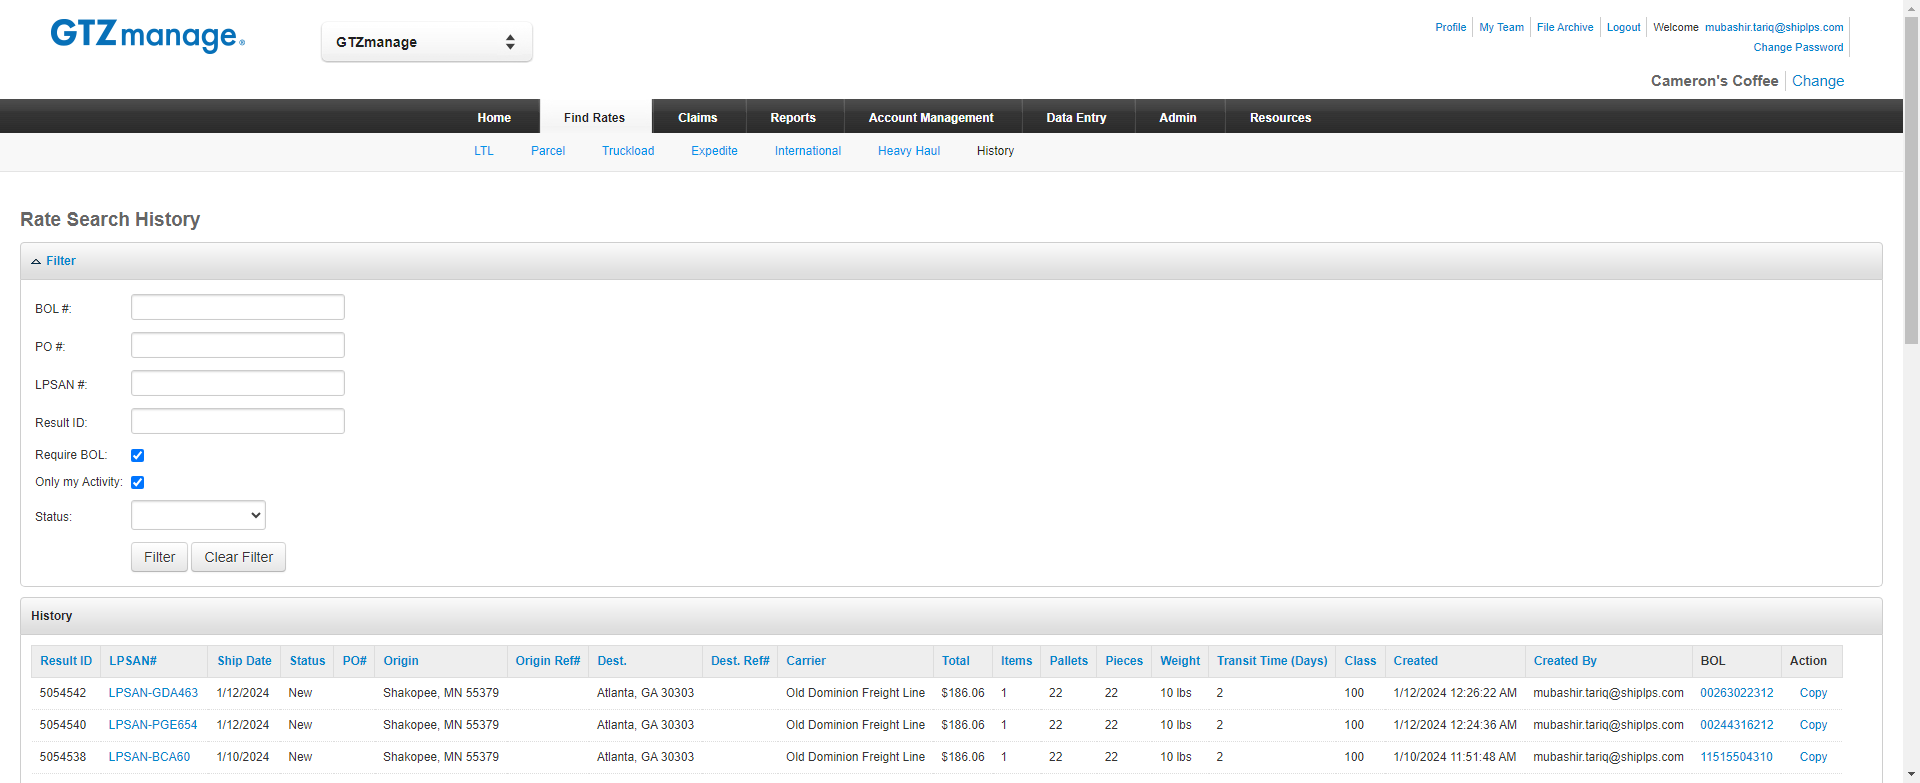 GTZmanage®
GTZmanage
Profile My Team File Archive Logout Welcome mubashir.tariq@shiplps.com
Change Password
Cameron's Coffee Change
Home Find Rates Claims Reports Account Management Data Entry Admin Resources
LTL Parcel Truckload Expedite International Heavy Haul History
Rate Search History
Filter
BOL #:
PO #:
LPSAN #:
Result ID:
Require BOL:
Only my Activity:
Status:
Filter Clear Filter
History
Result ID LPSAN# Ship Date Status PO# Origin Origin Ref# Dest. Dest. Ref# Carrier Total Items Pallets Pieces Weight Transit Time (Days) Class Created Created By BOL Action
5054542 LPSAN-GDA463 1/12/2024 New Shakopee, MN 55379 Atlanta, GA 30303 Old Dominion Freight Line $186.06 1 22 22 10 lbs 2 100 1/12/2024 12:26:22 AM mubashir.tariq@shiplps.com 00263022312 Copy
5054540 LPSAN-PGE654 1/12/2024 New Shakopee, MN 55379 Atlanta, GA 30303 Old Dominion Freight Line $186.06 1 22 22 10 lbs 2 100 1/12/2024 12:24:36 AM mubashir.tariq@shiplps.com 00244316212 Copy
5054538 LPSAN-BCA60 1/10/2024 New Shakopee, MN 55379 Atlanta, GA 30303 Old Dominion Freight Line $186.06 1 22 22 10 lbs 2 100 1/10/2024 11:51:48 AM mubashir.tariq@shiplps.com 11515504310 Copy